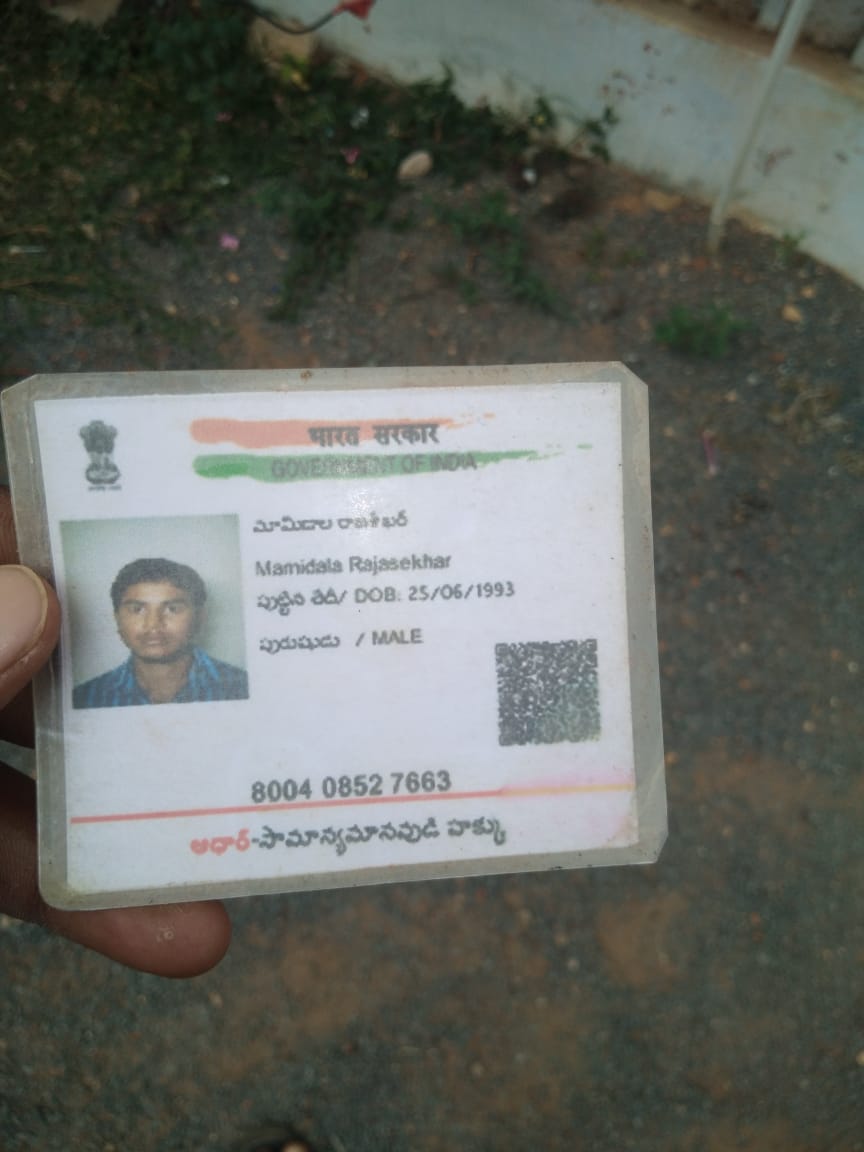 भारत सरकार
GOVERNMENT OF INDIA
మామిడాల రాజశేఖర్
Mamidala Rajasekhar
పుట్టిన తేదీ/ DOB: 25/06/1993
పురుషుడు / MALE
8004 0852 7663
ఆధార్-సామాన్యమానవుడి హక్కు